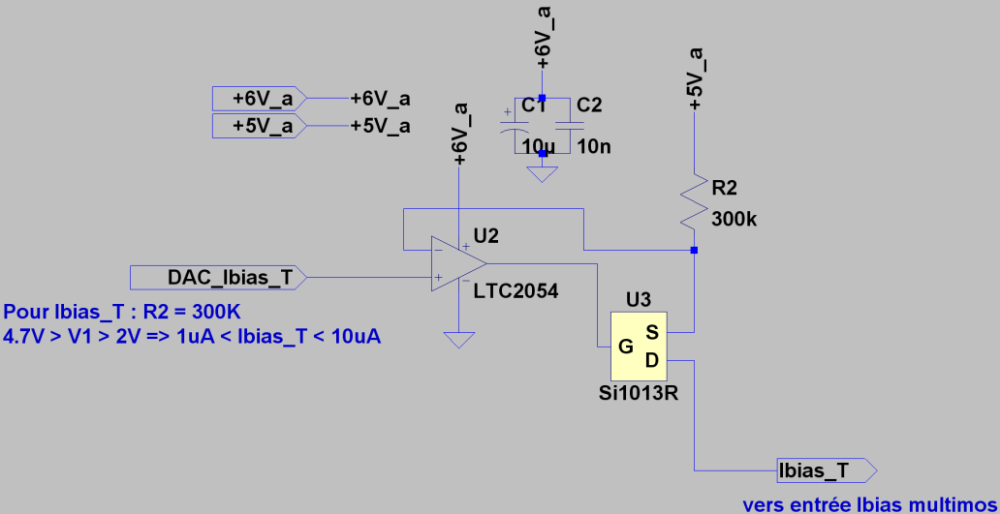 +6V_a
+6V_a
+6V_a
+5V_a
+5V_a
+6V_a
+5V_a
+
C1
10µ
C2
10n
R2
300k
U2
−
+
+
−
LTC2054
DAC_Ibias_T
Pour Ibias_T : R2 = 300K
4.7V > V1 > 2V => 1uA < Ibias_T < 10uA
U3
G
S
D
Si1013R
Ibias_T
vers entrée Ibias multimos